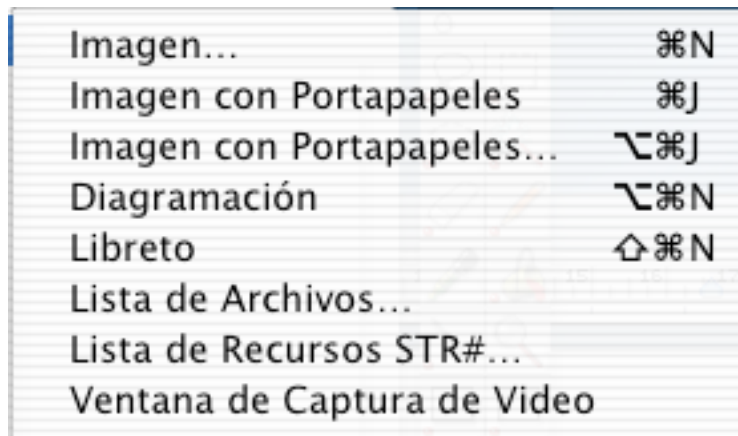 Imagen... ⌘N
Imagen con Portapapeles ⌘J
Imagen con Portapapeles... ⌥⌘J
Diagramación ⌥⌘N
Libreto ⇧⌘N
Lista de Archivos...
Lista de Recursos STR#...
Ventana de Captura de Video